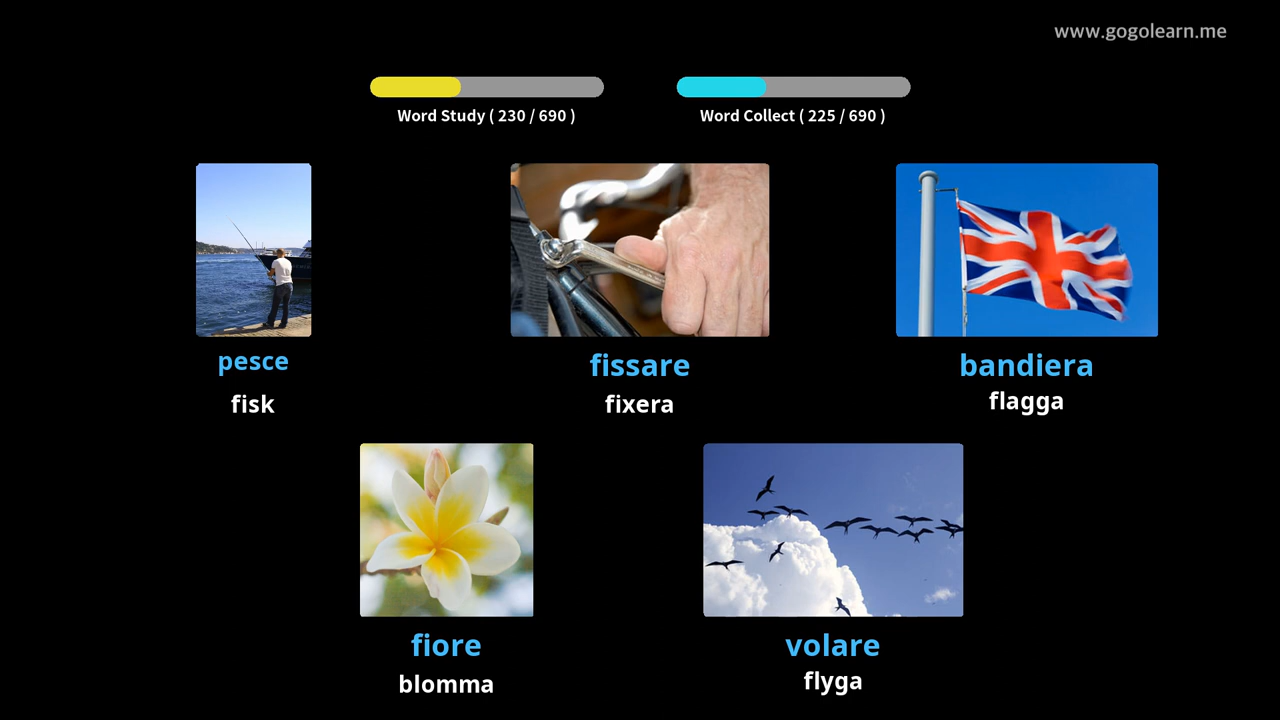 www.gogolearn.me
Word Study ( 230 / 690 )
Word Collect ( 225 / 690 )
pesce
fisk
fissare
fixera
bandiera
flagga
fiore
blomma
volare
flyga